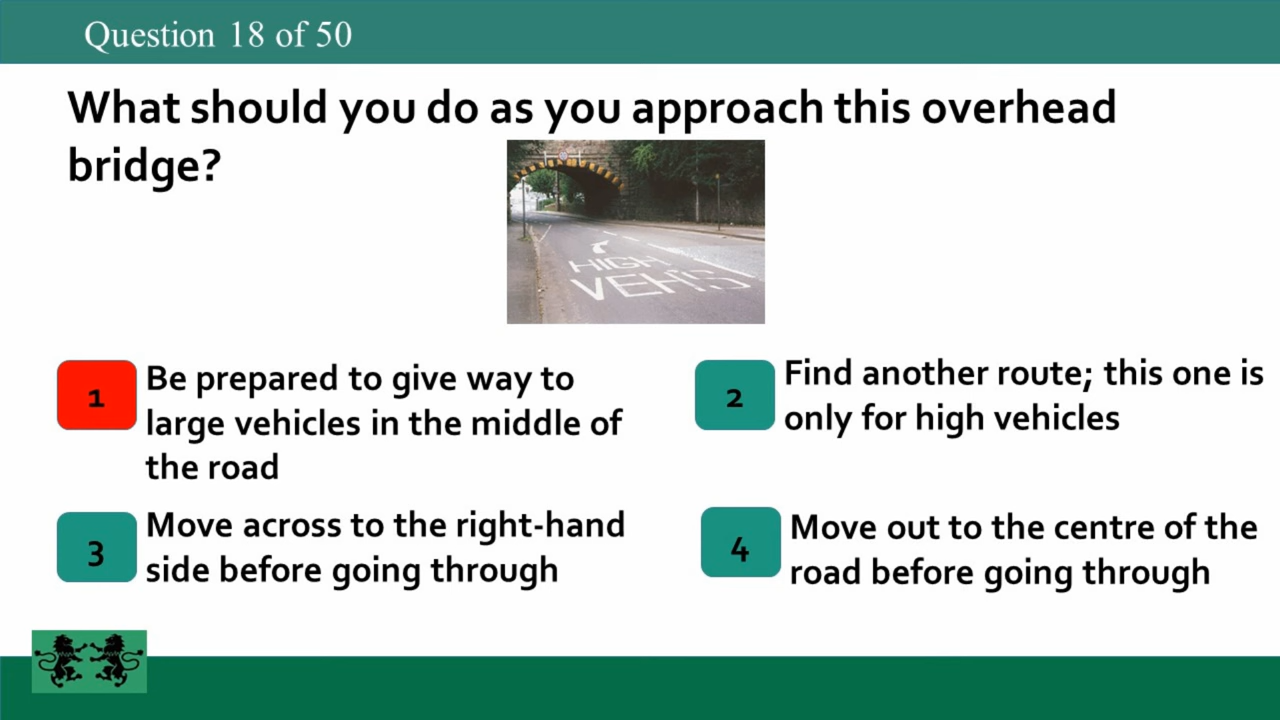 Question 18 of 50
What should you do as you approach this overhead
bridge?
HIGH
VEH'S
1
Be prepared to give way to
large vehicles in the middle of
the road
2
Find another route; this one is
only for high vehicles
3
Move across to the right-hand
side before going through
4
Move out to the centre of the
road before going through